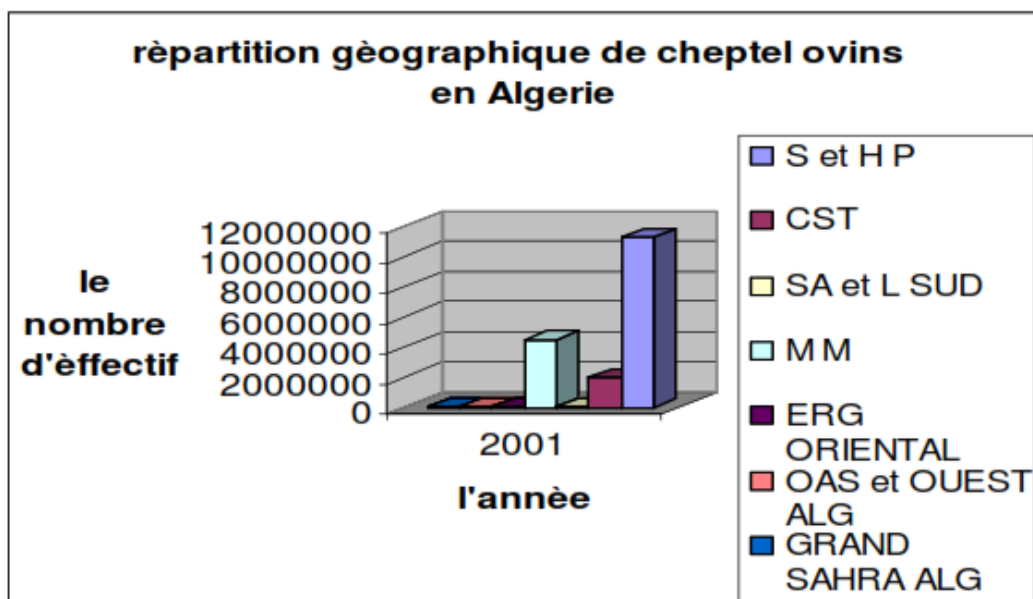 rèpartition gèographique de cheptel ovins
en Algerie
le
nombre
d'èffectif
12000000
10000000
8000000
6000000
4000000
2000000
0
2001
l'annèe
S et H P
CST
SA et L SUD
M M
ERG
ORIENTAL
OAS et OUEST
ALG
GRAND
SAHRA ALG